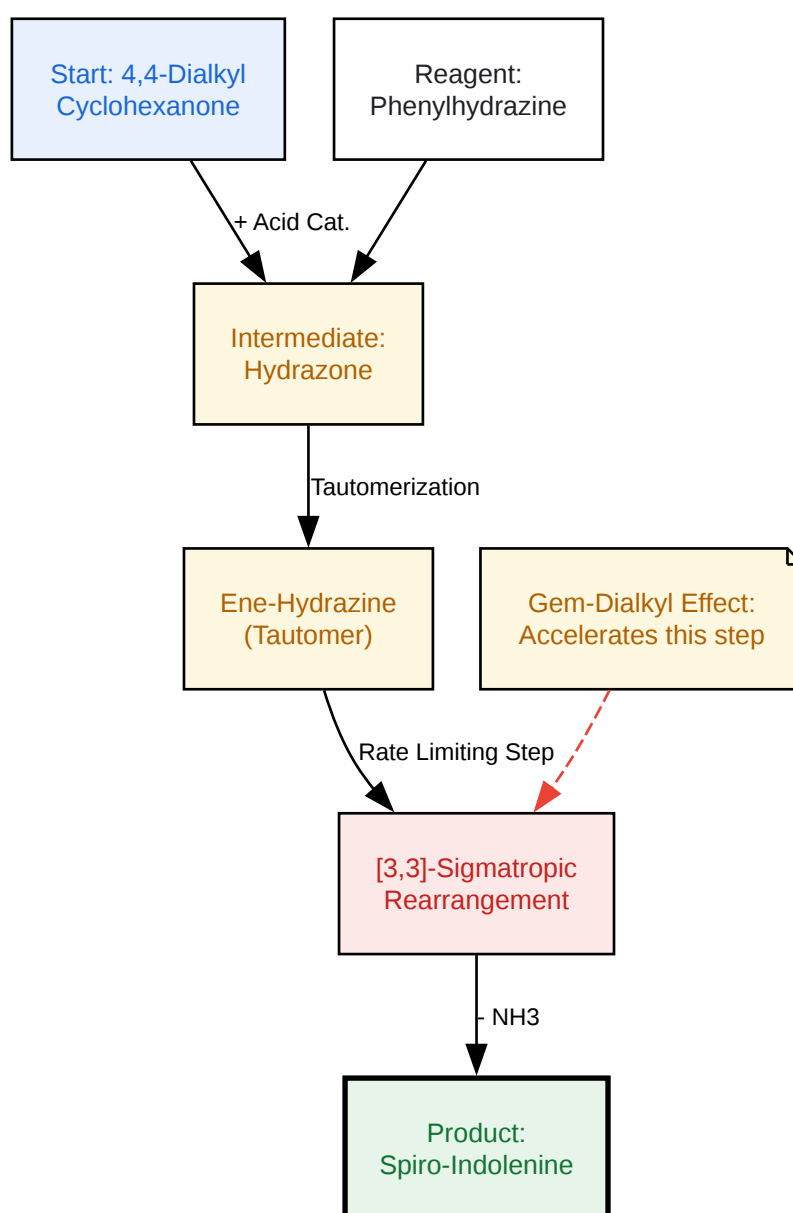 Start: 4,4-Dialkyl
Cyclohexanone
Reagent:
Phenylhydrazine
+ Acid Cat.
Intermediate:
Hydrazone
Tautomerization
Ene-Hydrazine
(Tautomer)
Gem-Dialkyl Effect:
Accelerates this step
Rate Limiting Step
[3,3]-Sigmatropic
Rearrangement
- NH3
Product:
Spiro-Indolenine